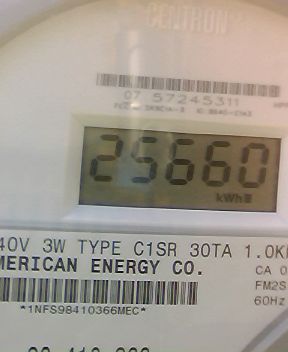 CENTRON
07 57245311
25660
kWh
40V 3W TYPE C1SR 30TA 1.0K
MERICAN ENERGY CO.
CA 0
FM2S
60Hz
*1NFS98410366MEC*